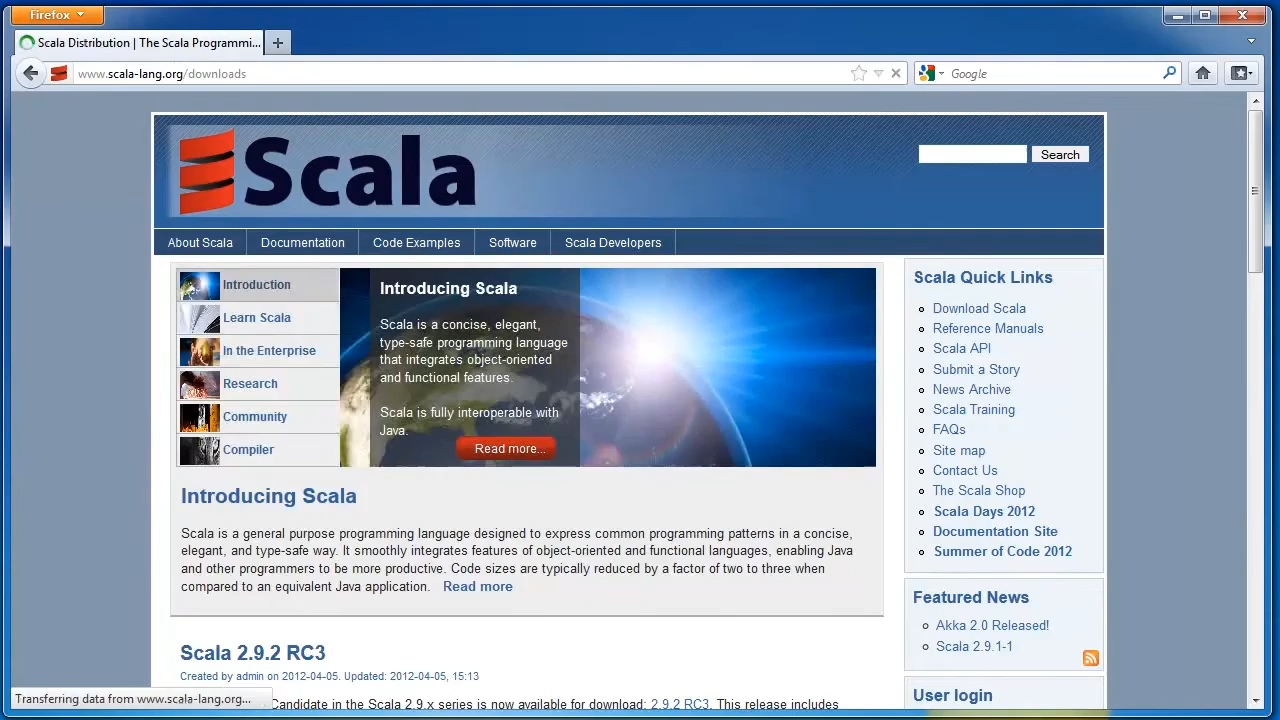 Firefox
Scala Distribution | The Scala Programmi...
www.scala-lang.org/downloads
Google
Scala
Search
About Scala
Documentation
Code Examples
Software
Scala Developers
Introduction
Learn Scala
In the Enterprise
Research
Community
Compiler
Introducing Scala
Scala is a concise, elegant,
type-safe programming language
that integrates object-oriented
and functional features.
Scala is fully interoperable with
Java.
Read more...
Introducing Scala
Scala is a general purpose programming language designed to express common programming patterns in a concise,
elegant, and type-safe way. It smoothly integrates features of object-oriented and functional languages, enabling Java
and other programmers to be more productive. Code sizes are typically reduced by a factor of two to three when
compared to an equivalent Java application. Read more
Scala 2.9.2 RC3
Created by admin on 2012-04-05. Updated: 2012-04-05, 15:13
Candidate in the Scala 2.9.x series is now available for download: 2.9.2 RC3. This release includes
Scala Quick Links
Download Scala
Reference Manuals
Scala API
Submit a Story
News Archive
Scala Training
FAQs
Site map
Contact Us
The Scala Shop
Scala Days 2012
Documentation Site
Summer of Code 2012
Featured News
Akka 2.0 Released!
Scala 2.9.1-1
User login
Transferring data from www.scala-lang.org...